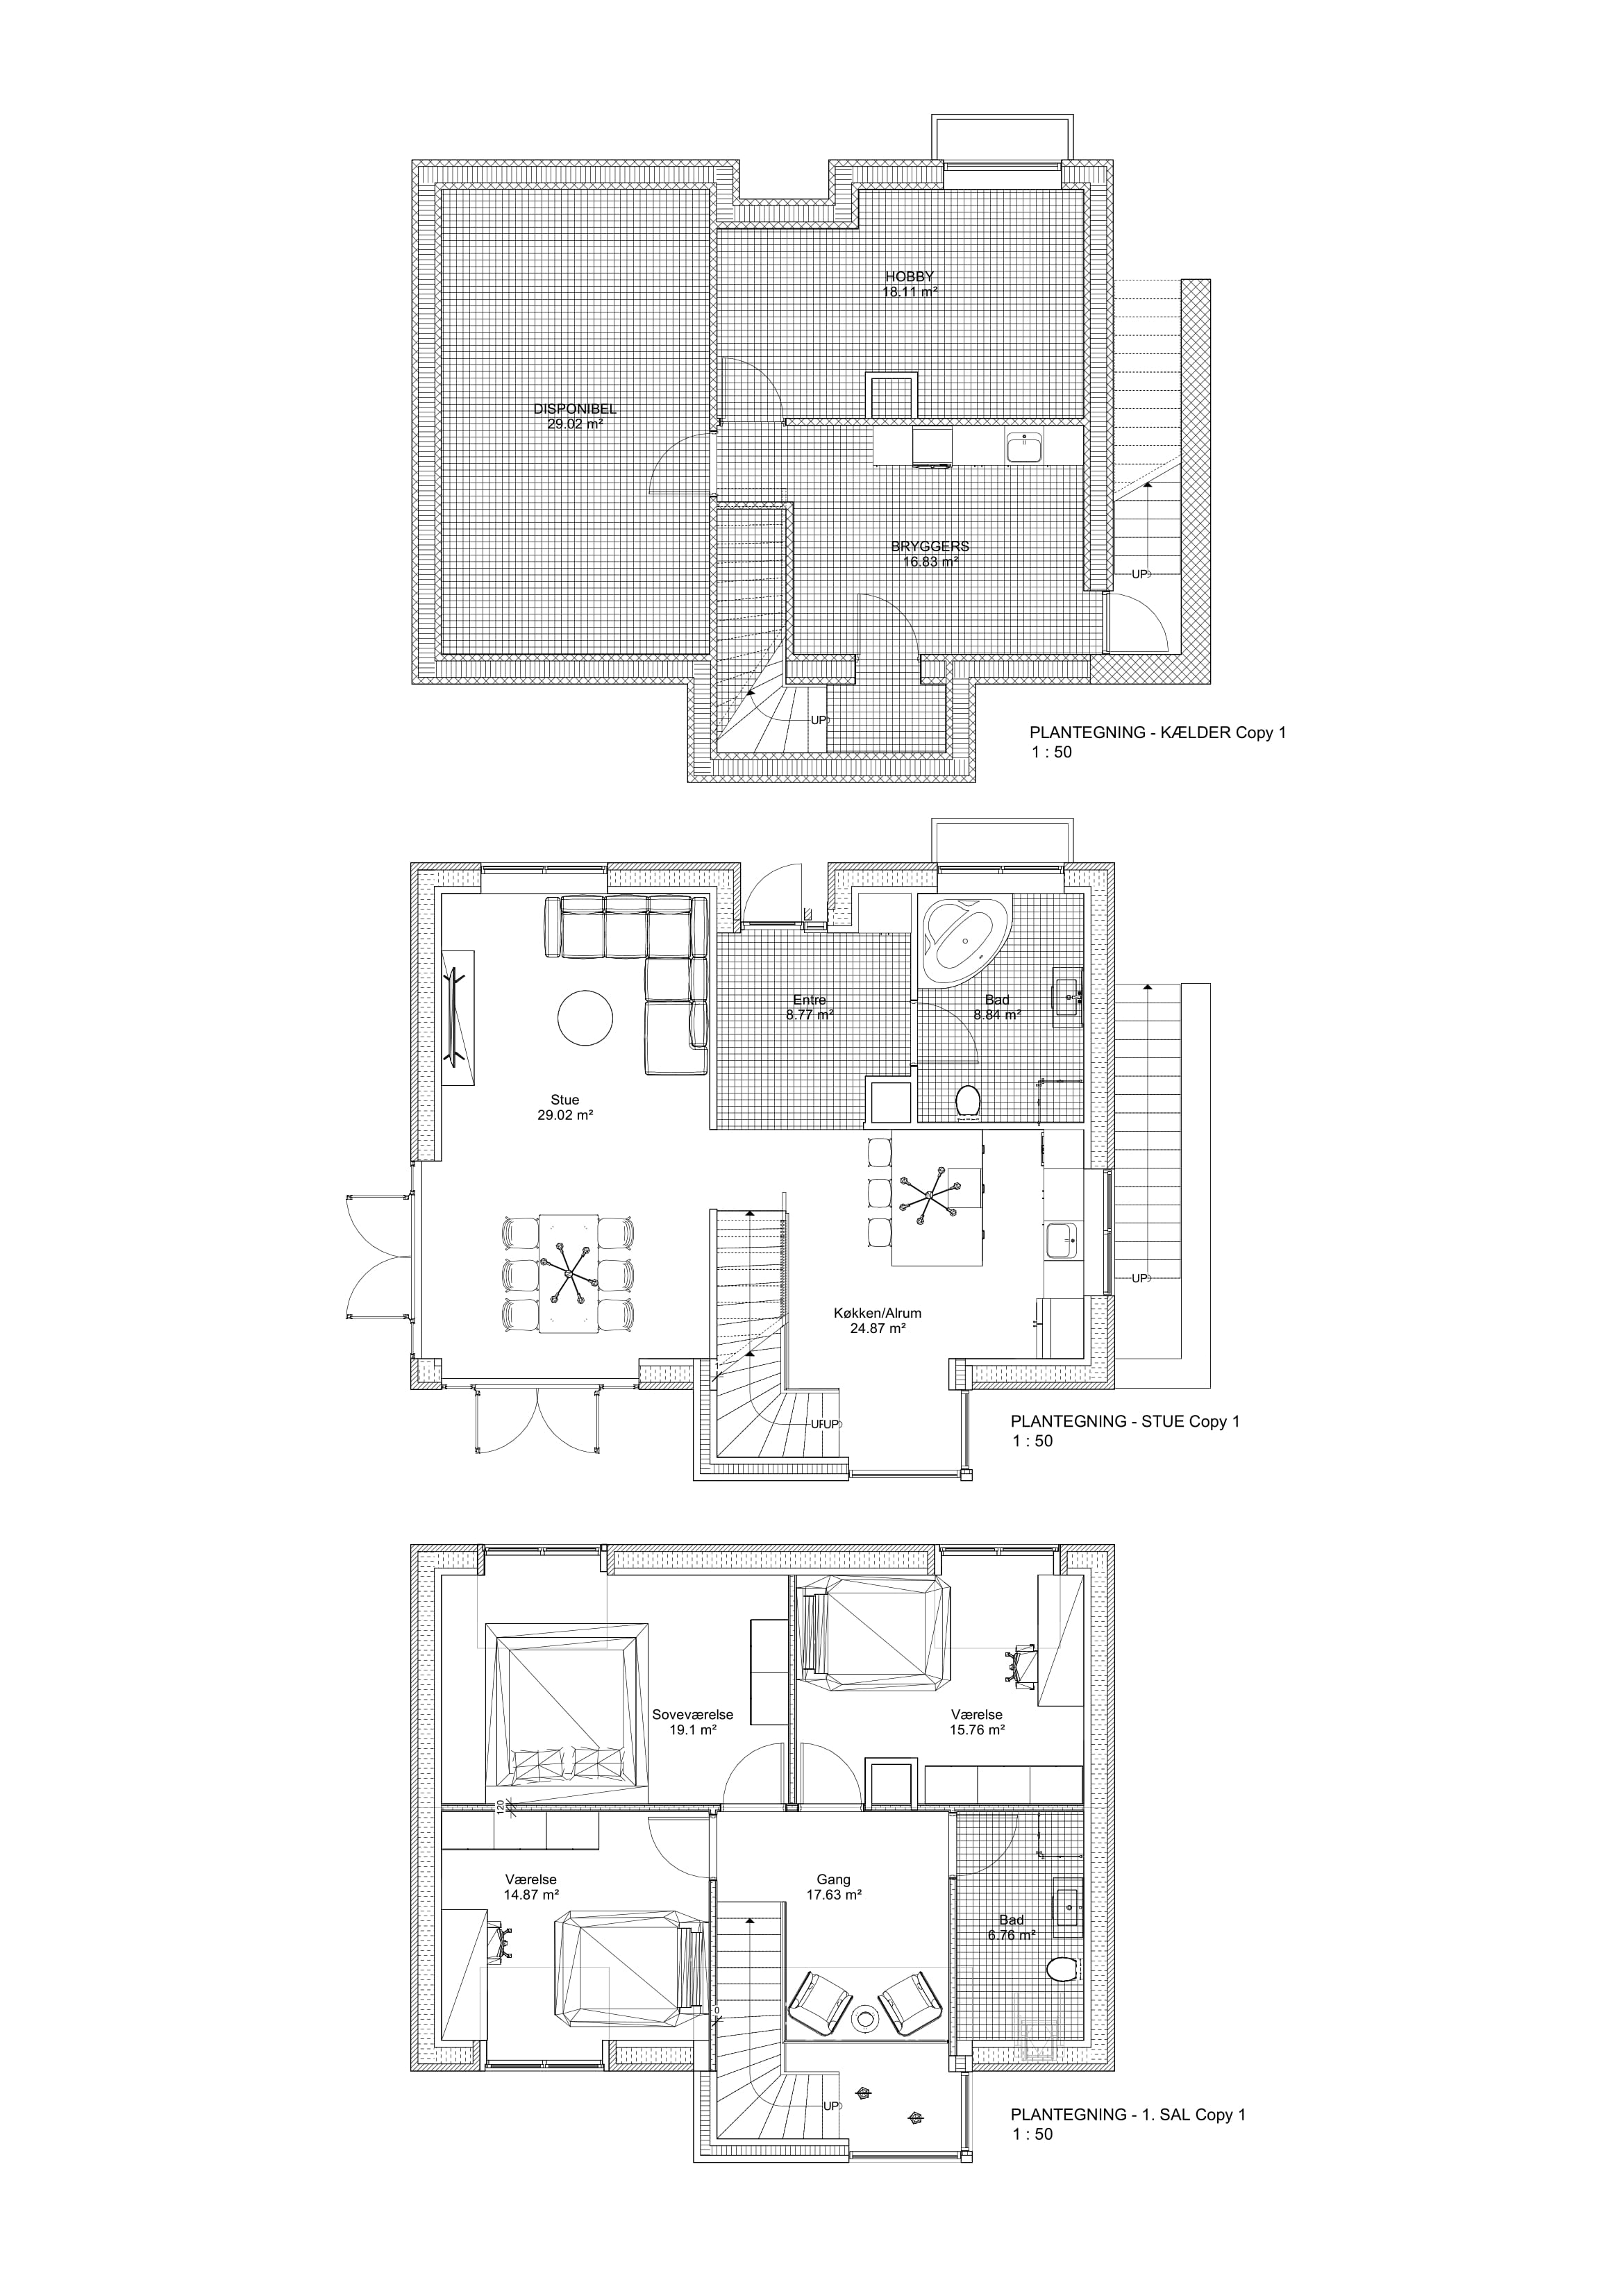 HOBBY
18.11 m²
DISPONIBEL
29.02 m²
BRYGGERS
16.83 m²
UP
UP
PLANTEGNING - KÆLDER Copy 1
1 : 50
Entre
8.77 m²
Bad
8.84 m²
Stue
29.02 m²
UP
Køkken/Alrum
24.87 m²
UP
PLANTEGNING - STUE Copy 1
1 : 50
Soveværelse
19.1 m²
Værelse
15.76 m²
120
Værelse
14.87 m²
Gang
17.63 m²
Bad
6.76 m²
0
UP
PLANTEGNING - 1. SAL Copy 1
1 : 50